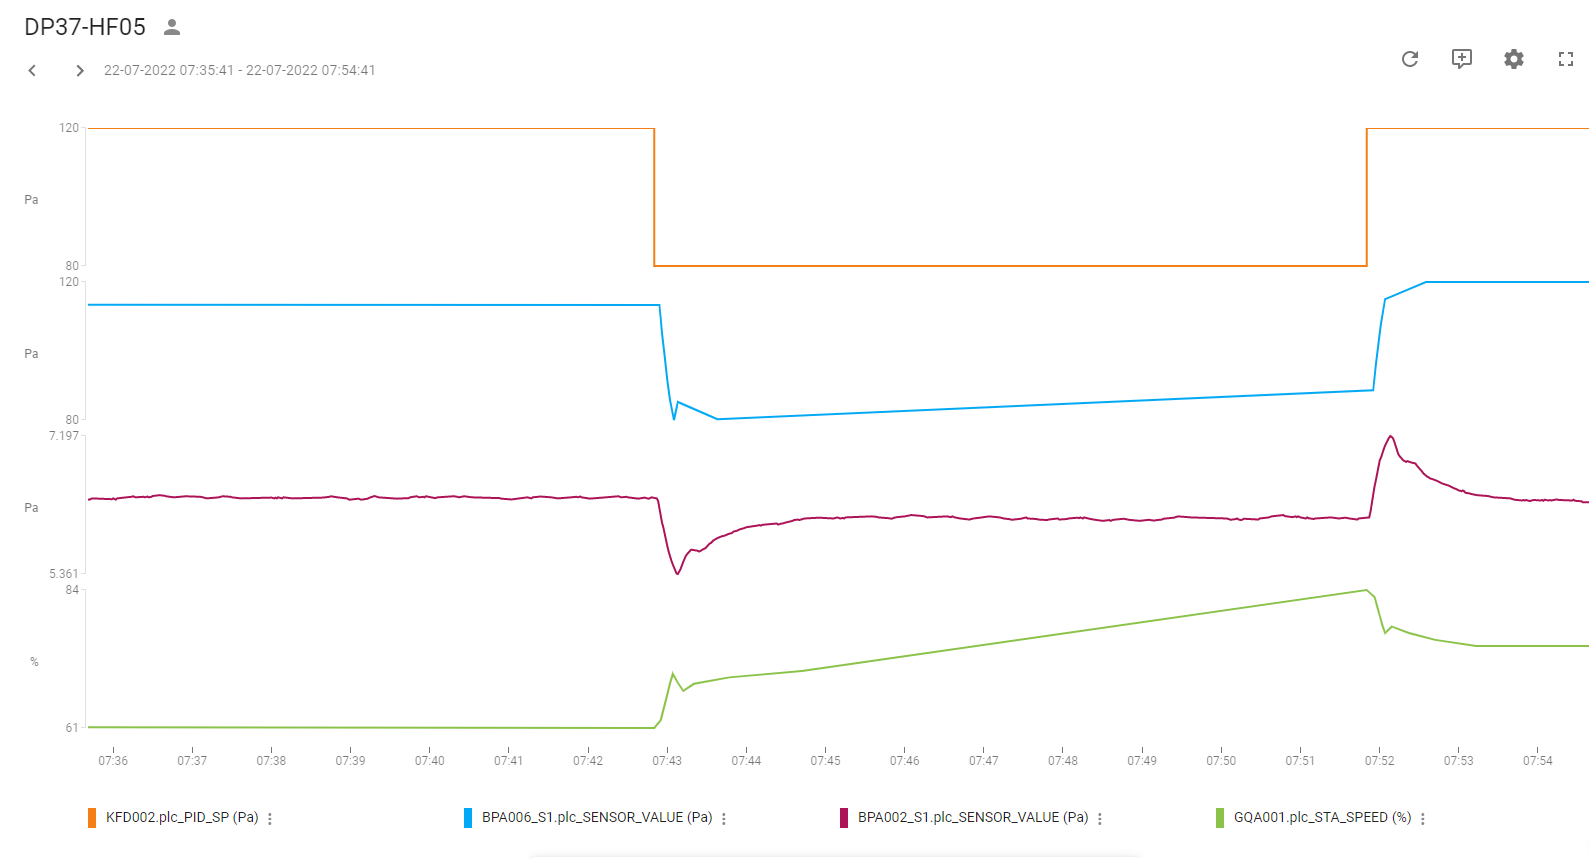 DP37-HF05
22-07-2022 07:35:41 - 22-07-2022 07:54:41
120
Pa
80
120
Pa
80
7.197
Pa
5.361
84
%
61
07:36 07:37 07:38 07:39 07:40 07:41 07:42 07:43 07:44 07:45 07:46 07:47 07:48 07:49 07:50 07:51 07:52 07:53 07:54
KFD002.plc_PID_SP (Pa) BPA006_S1.plc_SENSOR_VALUE (Pa) BPA002_S1.plc_SENSOR_VALUE (Pa) GQA001.plc_STA_SPEED (%)